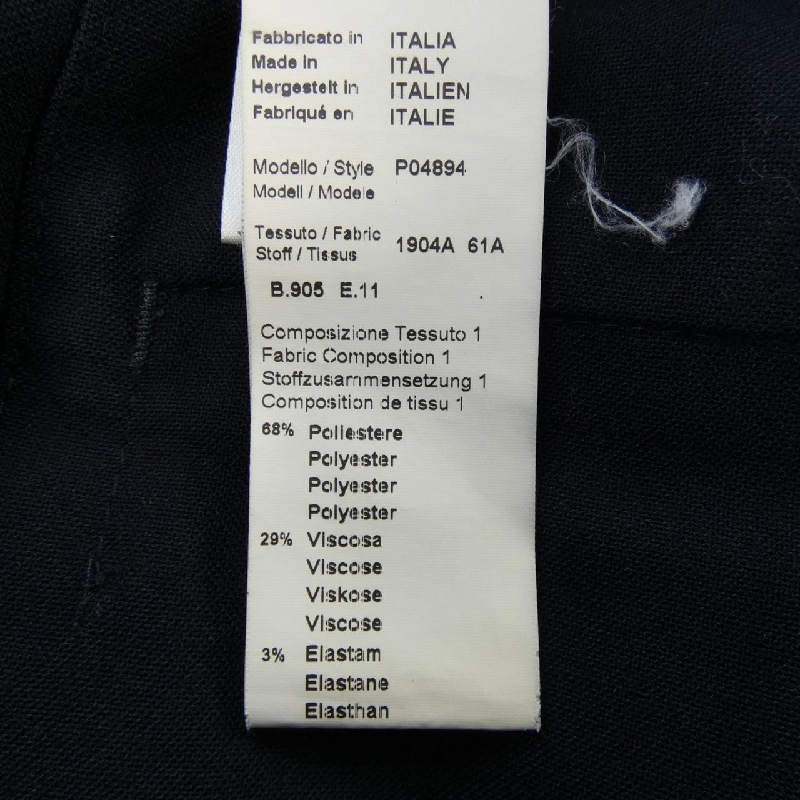 Fabbricato in ITALIA
Made in ITALY
Hergestelt in ITALIEN
Fabriqué en ITALIE
Modello / Style P04894
Modell / Modele
Tessuto / Fabric 1904A 61A
Stoff / Tissus
B.905 E.11
Composizione Tessuto 1
Fabric Composition 1
Stoffzusammensetzung 1
Composition de tissu 1
68% Poliestere
Polyester
Polyester
Polyester
29% Viscosa
Viscose
Viskose
Viscose
3% Elastam
Elastane
Elasthan